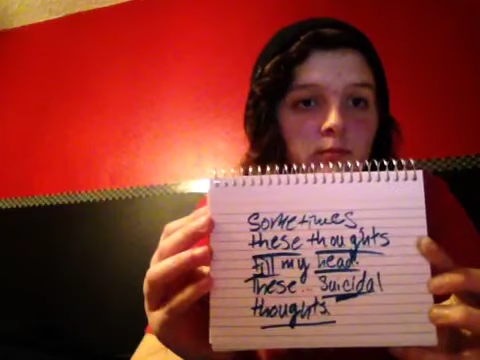 Sometimes
these thoughts
fill my head.
These... Suicidal
thoughts.